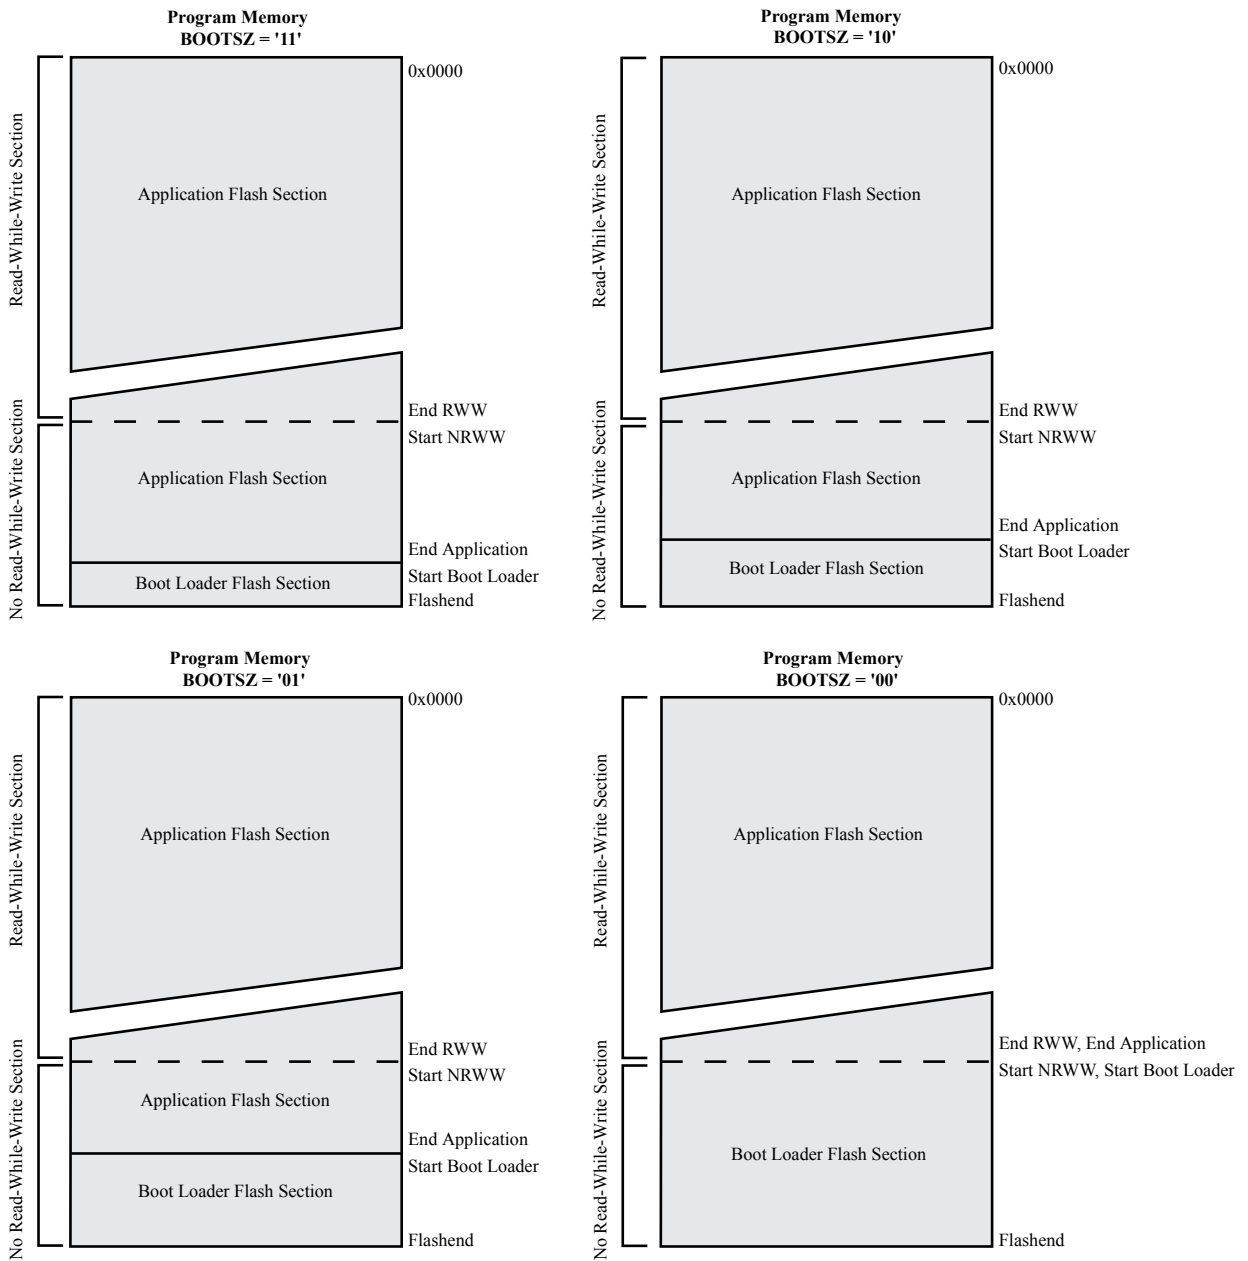 Program Memory
BOOTSZ = '11'
0x0000
Read-While-Write Section
Application Flash Section
End RWW
Start NRWW
No Read-While-Write Section
Application Flash Section
End Application
Start Boot Loader
Boot Loader Flash Section
Flashend
Program Memory
BOOTSZ = '10'
0x0000
Read-While-Write Section
Application Flash Section
End RWW
Start NRWW
No Read-While-Write Section
Application Flash Section
End Application
Start Boot Loader
Boot Loader Flash Section
Flashend
Program Memory
BOOTSZ = '01'
0x0000
Read-While-Write Section
Application Flash Section
End RWW
Start NRWW
No Read-While-Write Section
Application Flash Section
End Application
Start Boot Loader
Boot Loader Flash Section
Flashend
Program Memory
BOOTSZ = '00'
0x0000
Read-While-Write Section
Application Flash Section
End RWW, End Application
Start NRWW, Start Boot Loader
No Read-While-Write Section
Boot Loader Flash Section
Flashend